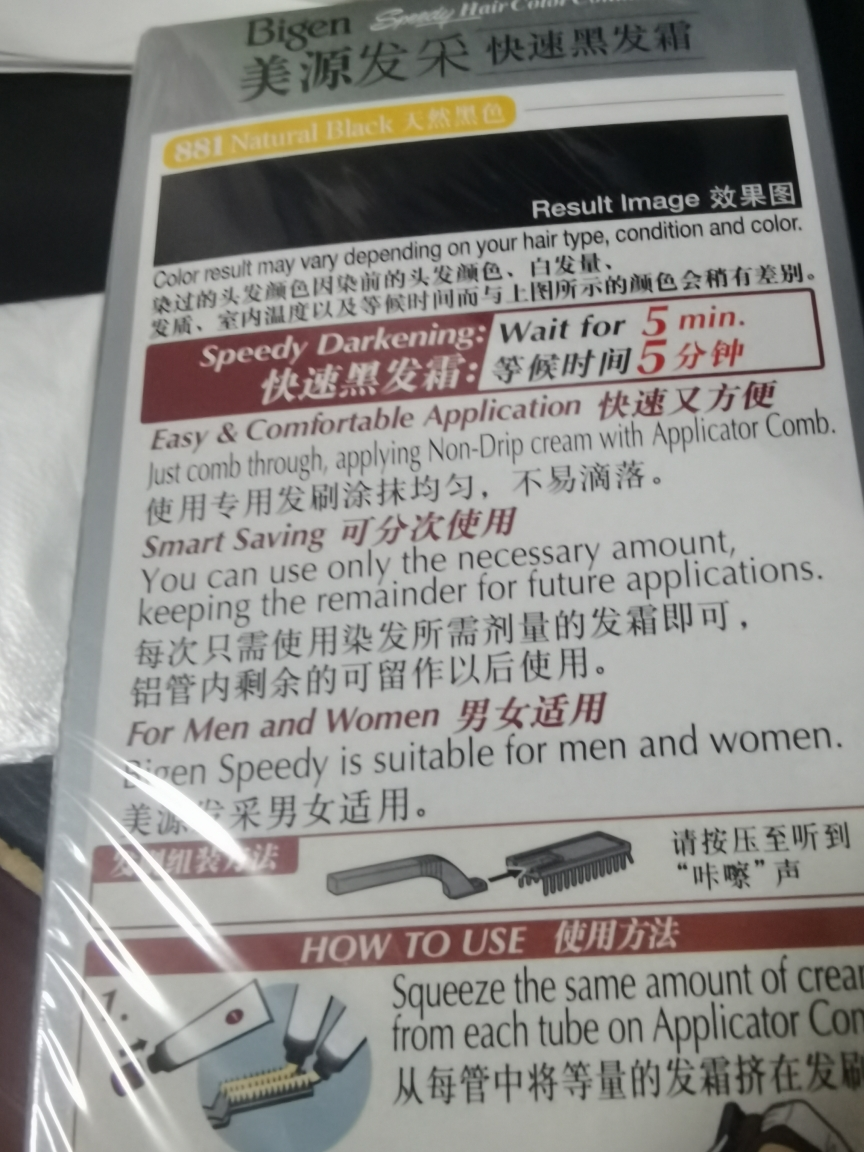 Bigen Speedy Hair Color
美源发采 快速黑发霜
881 Natural Black 天然黑色
Result Image 效果图
Color result may vary depending on your hair type, condition and color.
染过的头发颜色因染前的头发颜色、白发量、
发质、室内温度以及等候时间而与上图所示的颜色会稍有差别。
Speedy Darkening: Wait for 5 min.
快速黑发霜: 等候时间 5 分钟
Easy & Comfortable Application 快速又方便
Just comb through, applying Non-Drip cream with Applicator Comb.
使用专用发刷涂抹均匀，不易滴落。
Smart Saving 可分次使用
You can use only the necessary amount,
keeping the remainder for future applications.
每次只需使用染发所需剂量的发霜即可，
铝管内剩余的可留作以后使用。
For Men and Women 男女适用
Bigen Speedy is suitable for men and women.
美源发采男女适用。
发刷组装方法
请按压至听到
“咔嚓”声
HOW TO USE 使用方法
1.
Squeeze the same amount of crea
from each tube on Applicator Co
从每管中将等量的发霜挤在发刷